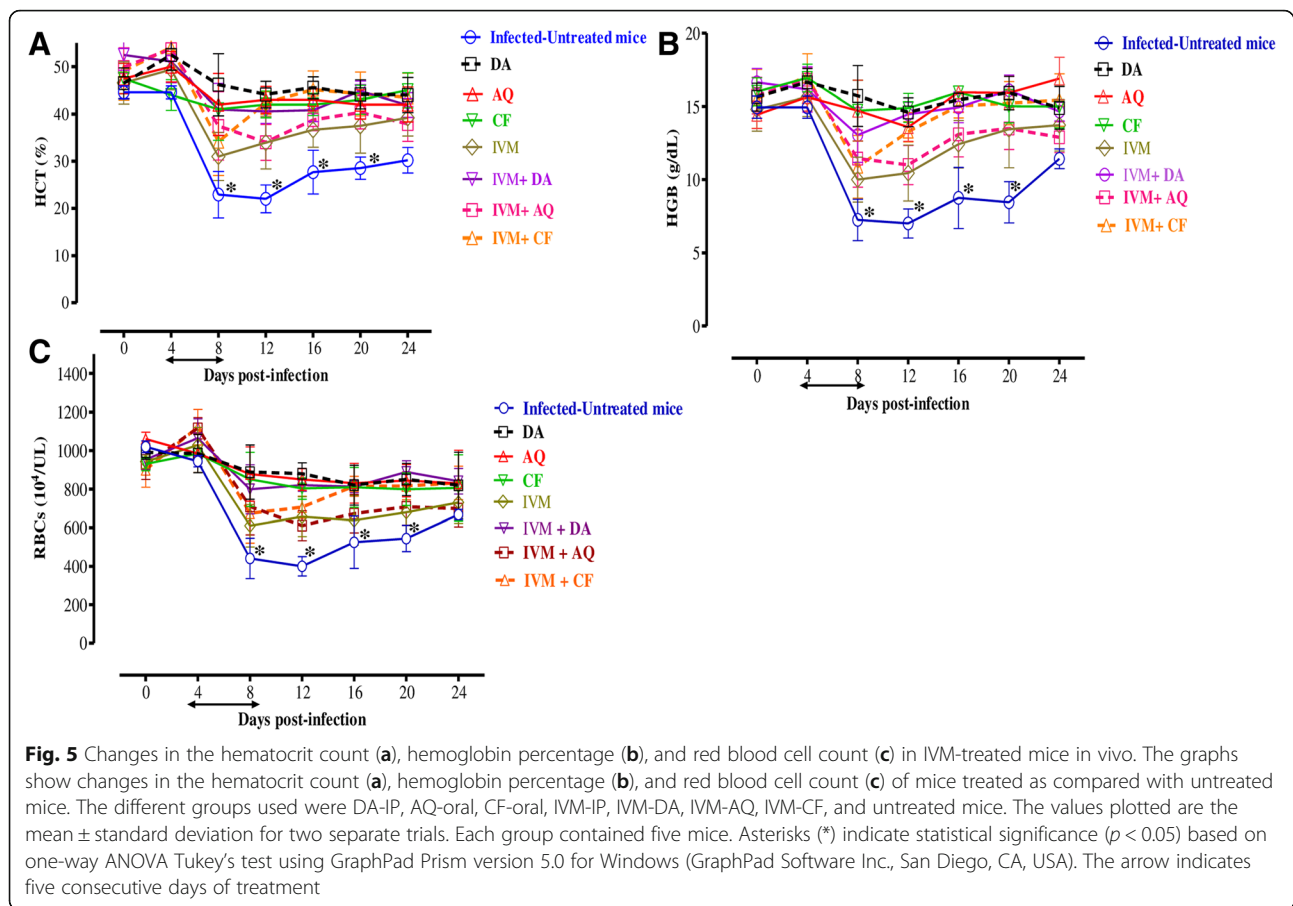 A
HCT (%)
50
40
30
20
10
0
* * * *
0 4 8 12 16 20 24
Days post-infection
Infected-Untreated mice
DA
AQ
CF
IVM
IVM+ DA
IVM+ AQ
IVM+ CF
B
HGB (g/dL)
20
15
10
5
0
* * * *
0 4 8 12 16 20 24
Days post-infection
Infected-Untreated mice
DA
AQ
CF
IVM
IVM+ DA
IVM+ AQ
IVM+ CF
C
RBCs (10⁴/UL)
1400
1200
1000
800
600
400
200
0
* * * *
0 4 8 12 16 20 24
Days post-infection
Infected-Untreated mice
DA
AQ
CF
IVM
IVM + DA
IVM + AQ
IVM + CF
Fig. 5 Changes in the hematocrit count (a), hemoglobin percentage (b), and red blood cell count (c) in IVM-treated mice in vivo. The graphs
show changes in the hematocrit count (a), hemoglobin percentage (b), and red blood cell count (c) of mice treated as compared with untreated
mice. The different groups used were DA-IP, AQ-oral, CF-oral, IVM-IP, IVM-DA, IVM-AQ, IVM-CF, and untreated mice. The values plotted are the
mean ± standard deviation for two separate trials. Each group contained five mice. Asterisks (*) indicate statistical significance (p < 0.05) based on
one-way ANOVA Tukey's test using GraphPad Prism version 5.0 for Windows (GraphPad Software Inc., San Diego, CA, USA). The arrow indicates
five consecutive days of treatment